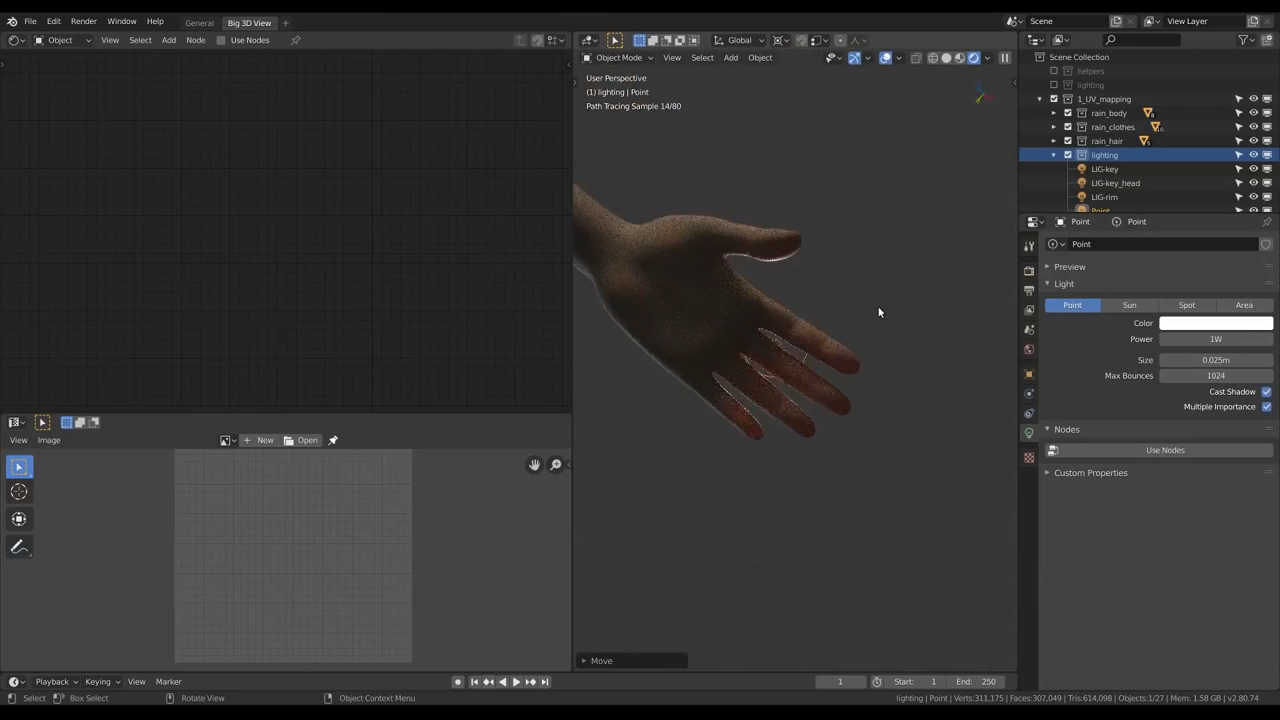 File Edit Render Window Help General Big 3D View + Scene View Layer
Object View Select Add Node Use Nodes Global
Object Mode View Select Add Object
User Perspective
(1) lighting | Point
Path Tracing Sample 14/80
Scene Collection
helpers
lighting
1_UV_mapping
rain_body 8
rain_clothes 10
rain_hair 5
lighting
LIG-key
LIG-key_head
LIG-rim
Point
Point Point
Point
Preview
Light
Point Sun Spot Area
Color
Power 1W
Size 0.025m
Max Bounces 1024
Cast Shadow
Multiple Importance
Nodes
Use Nodes
Custom Properties
View Image New Open
Move
Playback Keying View Marker 1 Start: 1 End: 250
Select Box Select Rotate View Object Context Menu lighting | Point | Verts:311,175 | Faces:307,049 | Tris:614,098 | Objects:1/27 | Mem: 1.58 GB | v2.80.74